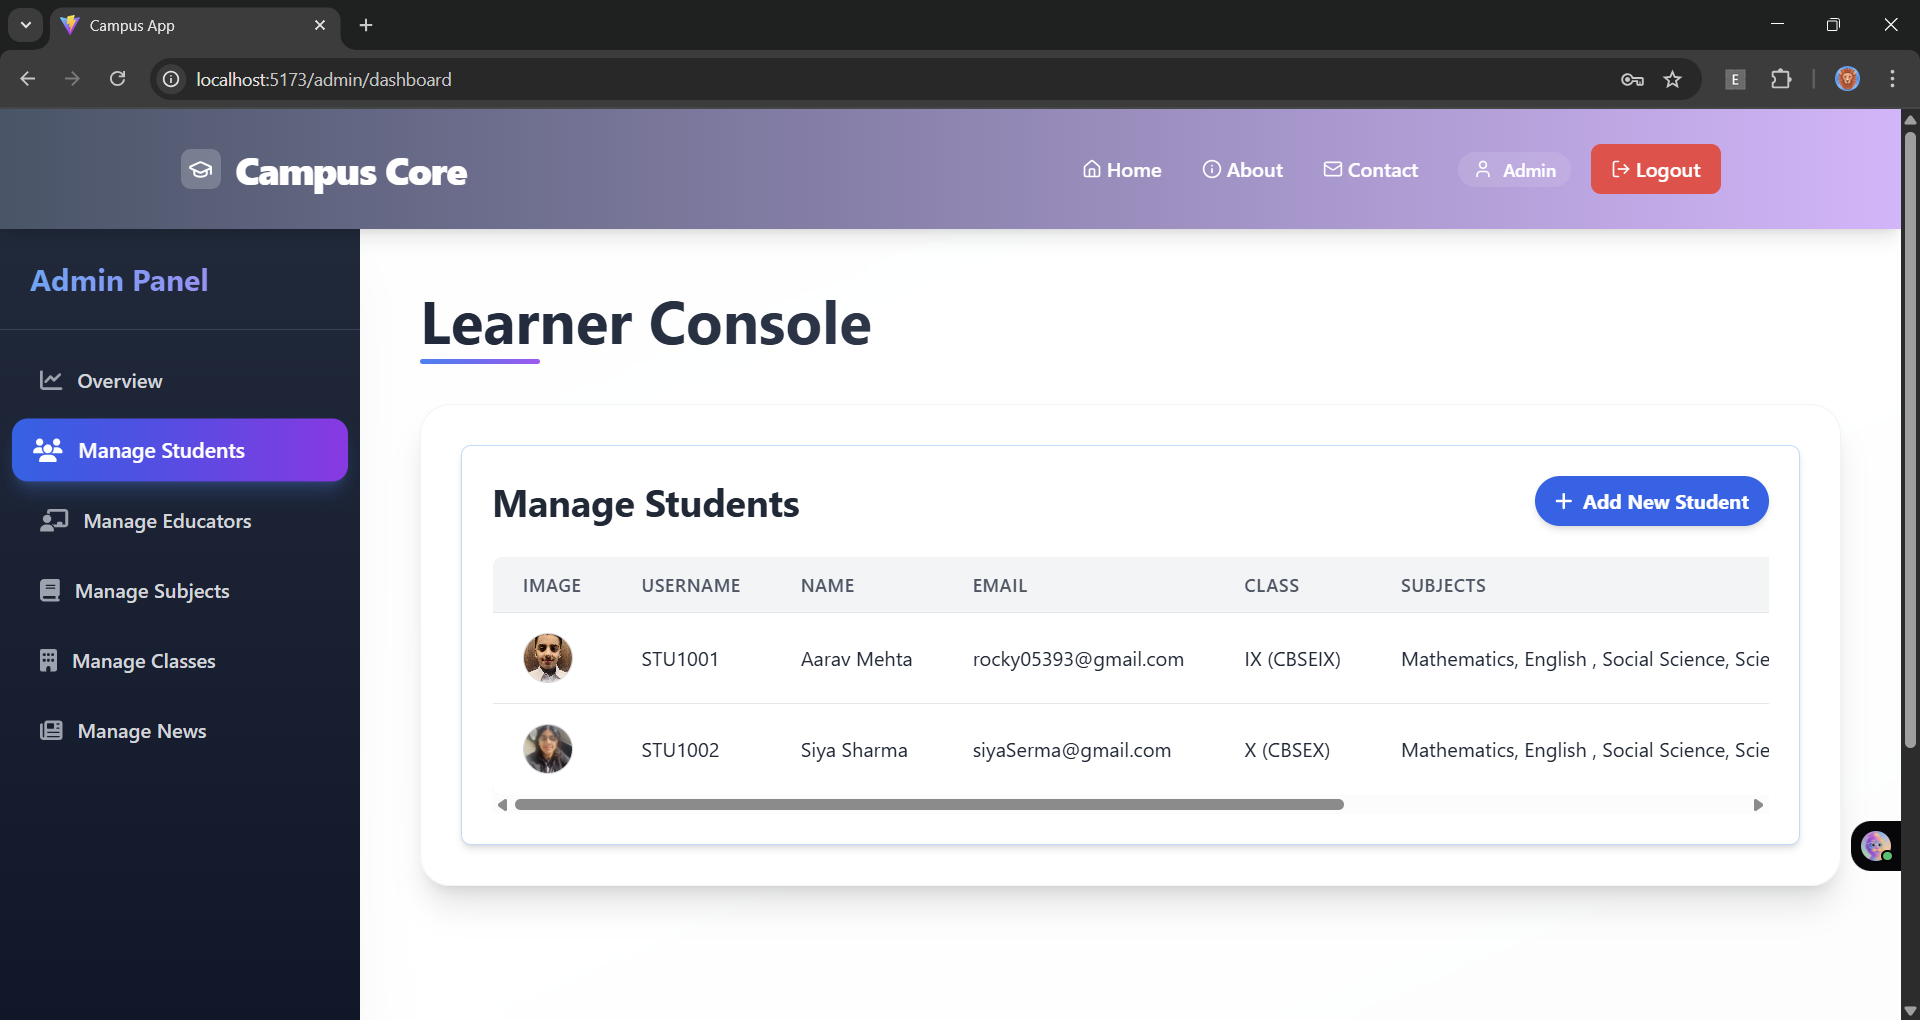 Campus App
localhost:5173/admin/dashboard
E
Campus Core
Home
About
Contact
Admin
Logout
Admin Panel
Overview
Manage Students
Manage Educators
Manage Subjects
Manage Classes
Manage News
Learner Console
Manage Students
+ Add New Student
IMAGE USERNAME NAME EMAIL CLASS SUBJECTS
STU1001 Aarav Mehta rocky05393@gmail.com IX (CBSEIX) Mathematics, English , Social Science, Scie
STU1002 Siya Sharma siyaSerma@gmail.com X (CBSEX) Mathematics, English , Social Science, Scie